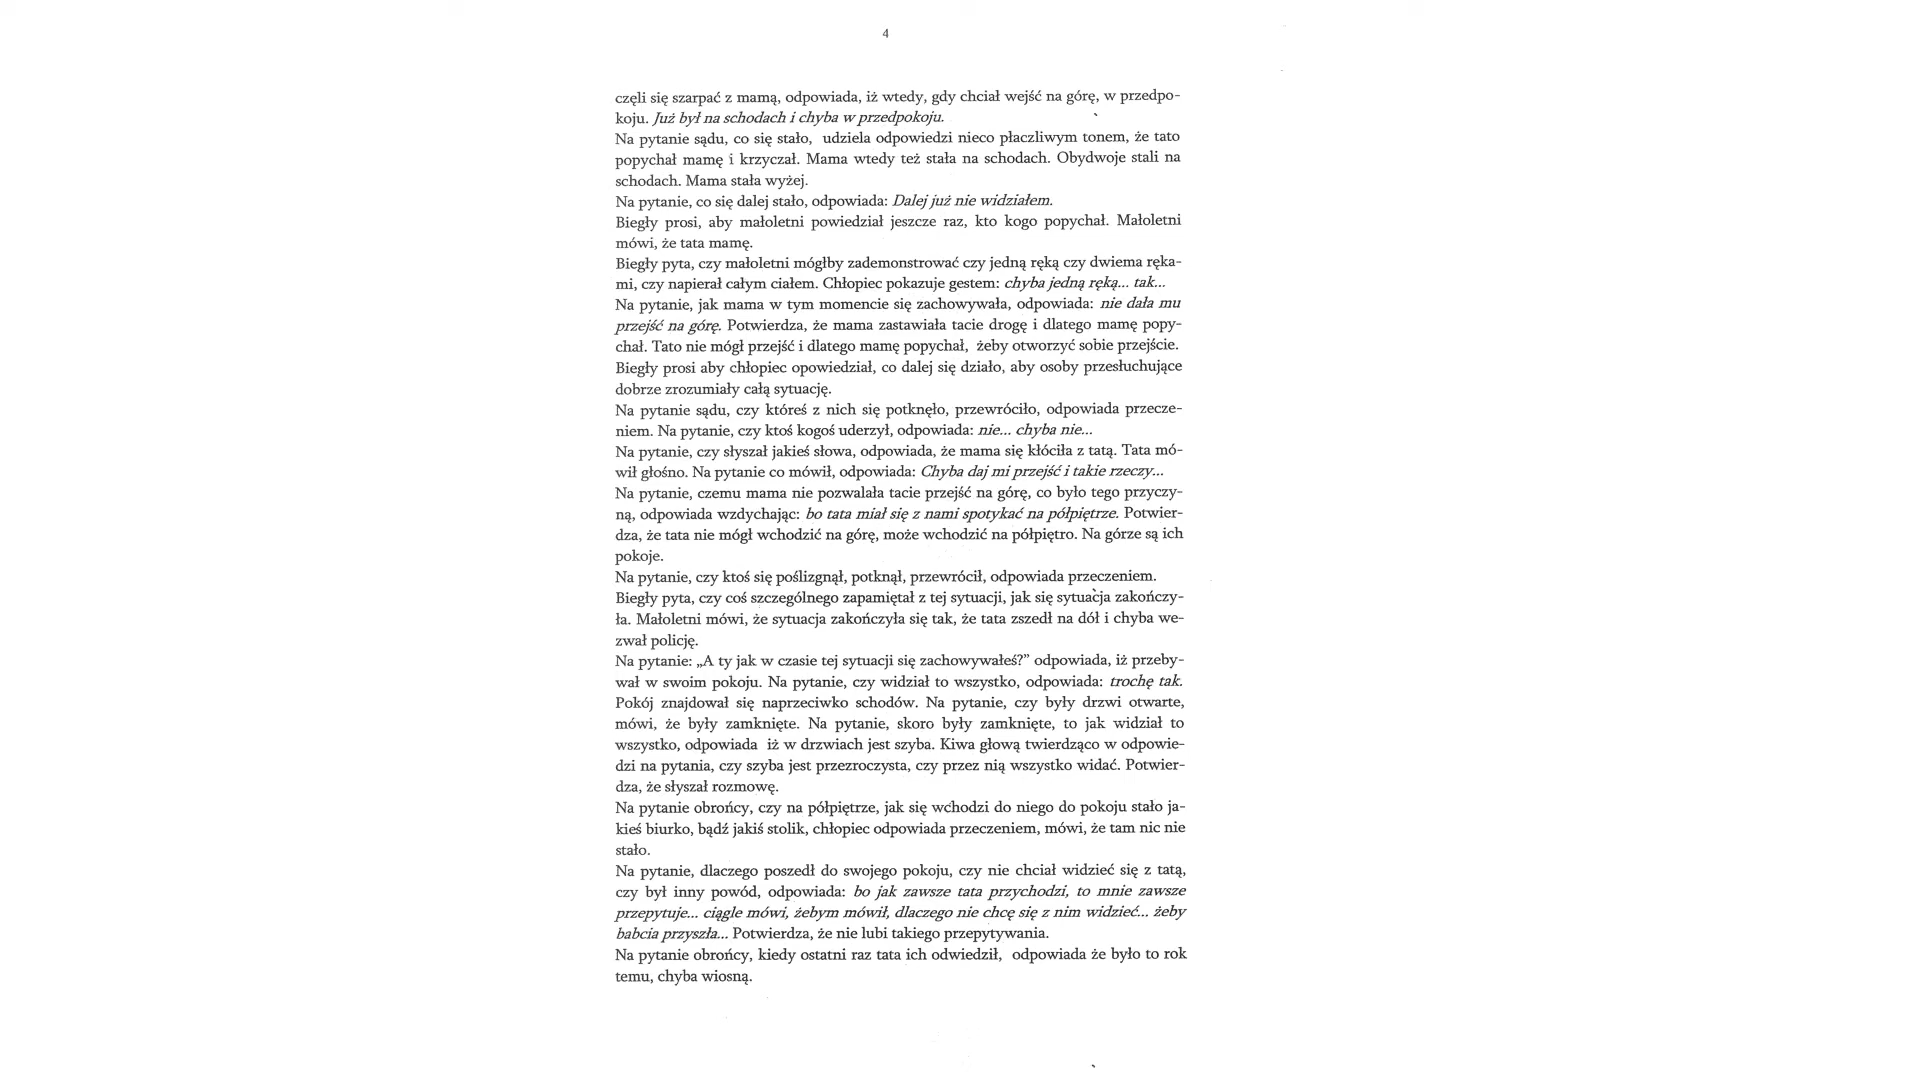 4
częli się szarpać z mamą, odpowiada, iż wtedy, gdy chciał wejść na górę, w przedpo-
koju. Już był na schodach i chyba w przedpokoju.
Na pytanie sądu, co się stało, udziela odpowiedzi nieco płaczliwym tonem, że tato
popychał mamę i krzyczał. Mama wtedy też stała na schodach. Obydwoje stali na
schodach. Mama stała wyżej.
Na pytanie, co się dalej stało, odpowiada: Dalej już nie widziałem.
Biegły prosi, aby małoletni powiedział jeszcze raz, kto kogo popychał. Małoletni
mówi, że tata mamę.
Biegły pyta, czy małoletni mógłby zademonstrować czy jedną ręką czy dwiema ręka-
mi, czy napierał całym ciałem. Chłopiec pokazuje gestem: chyba jedną ręką... tak...
Na pytanie, jak mama w tym momencie się zachowywała, odpowiada: nie dała mu
przejść na górę. Potwierdza, że mama zastawiała tacie drogę i dlatego mamę popy-
chał. Tato nie mógł przejść i dlatego mamę popychał, żeby otworzyć sobie przejście.
Biegły prosi aby chłopiec opowiedział, co dalej się działo, aby osoby przesłuchujące
dobrze zrozumiały całą sytuację.
Na pytanie sądu, czy któreś z nich się potknęło, przewróciło, odpowiada przecze-
niem. Na pytanie, czy ktoś kogoś uderzył, odpowiada: nie... chyba nie...
Na pytanie, czy słyszał jakieś słowa, odpowiada, że mama się kłóciła z tatą. Tata mó-
wił głośno. Na pytanie co mówił, odpowiada: Chyba daj mi przejść i takie rzeczy...
Na pytanie, czemu mama nie pozwalała tacie przejść na górę, co było tego przyczy-
ną, odpowiada wzdychając: bo tata miał się z nami spotykać na półpiętrze. Potwier-
dza, że tata nie mógł wchodzić na górę, może wchodzić na półpiętro. Na górze są ich
pokoje.
Na pytanie, czy ktoś się poślizgnął, potknął, przewrócił, odpowiada przeczeniem.
Biegły pyta, czy coś szczególnego zapamiętał z tej sytuacji, jak się sytuacja zakończy-
ła. Małoletni mówi, że sytuacja zakończyła się tak, że tata zszedł na dół i chyba we-
zwał policję.
Na pytanie: „A ty jak w czasie tej sytuacji się zachowywałeś?” odpowiada, iż przeby-
wał w swoim pokoju. Na pytanie, czy widział to wszystko, odpowiada: trochę tak.
Pokój znajdował się naprzeciwko schodów. Na pytanie, czy były drzwi otwarte,
mówi, że były zamknięte. Na pytanie, skoro były zamknięte, to jak widział to
wszystko, odpowiada iż w drzwiach jest szyba. Kiwa głową twierdząco w odpowie-
dzi na pytania, czy szyba jest przezroczysta, czy przez nią wszystko widać. Potwier-
dza, że słyszał rozmowę.
Na pytanie obrońcy, czy na półpiętrze, jak się wchodzi do niego do pokoju stało ja-
kieś biurko, bądź jakiś stolik, chłopiec odpowiada przeczeniem, mówi, że tam nic nie
stało.
Na pytanie, dlaczego poszedł do swojego pokoju, czy nie chciał widzieć się z tatą,
czy był inny powód, odpowiada: bo jak zawsze tata przychodzi, to mnie zawsze
przepytuje... ciągle mówi, żebym mówił, dlaczego nie chcę się z nim widzieć... żeby
babcia przyszła... Potwierdza, że nie lubi takiego przepytywania.
Na pytanie obrońcy, kiedy ostatni raz tata ich odwiedził, odpowiada że było to rok
temu, chyba wiosną.